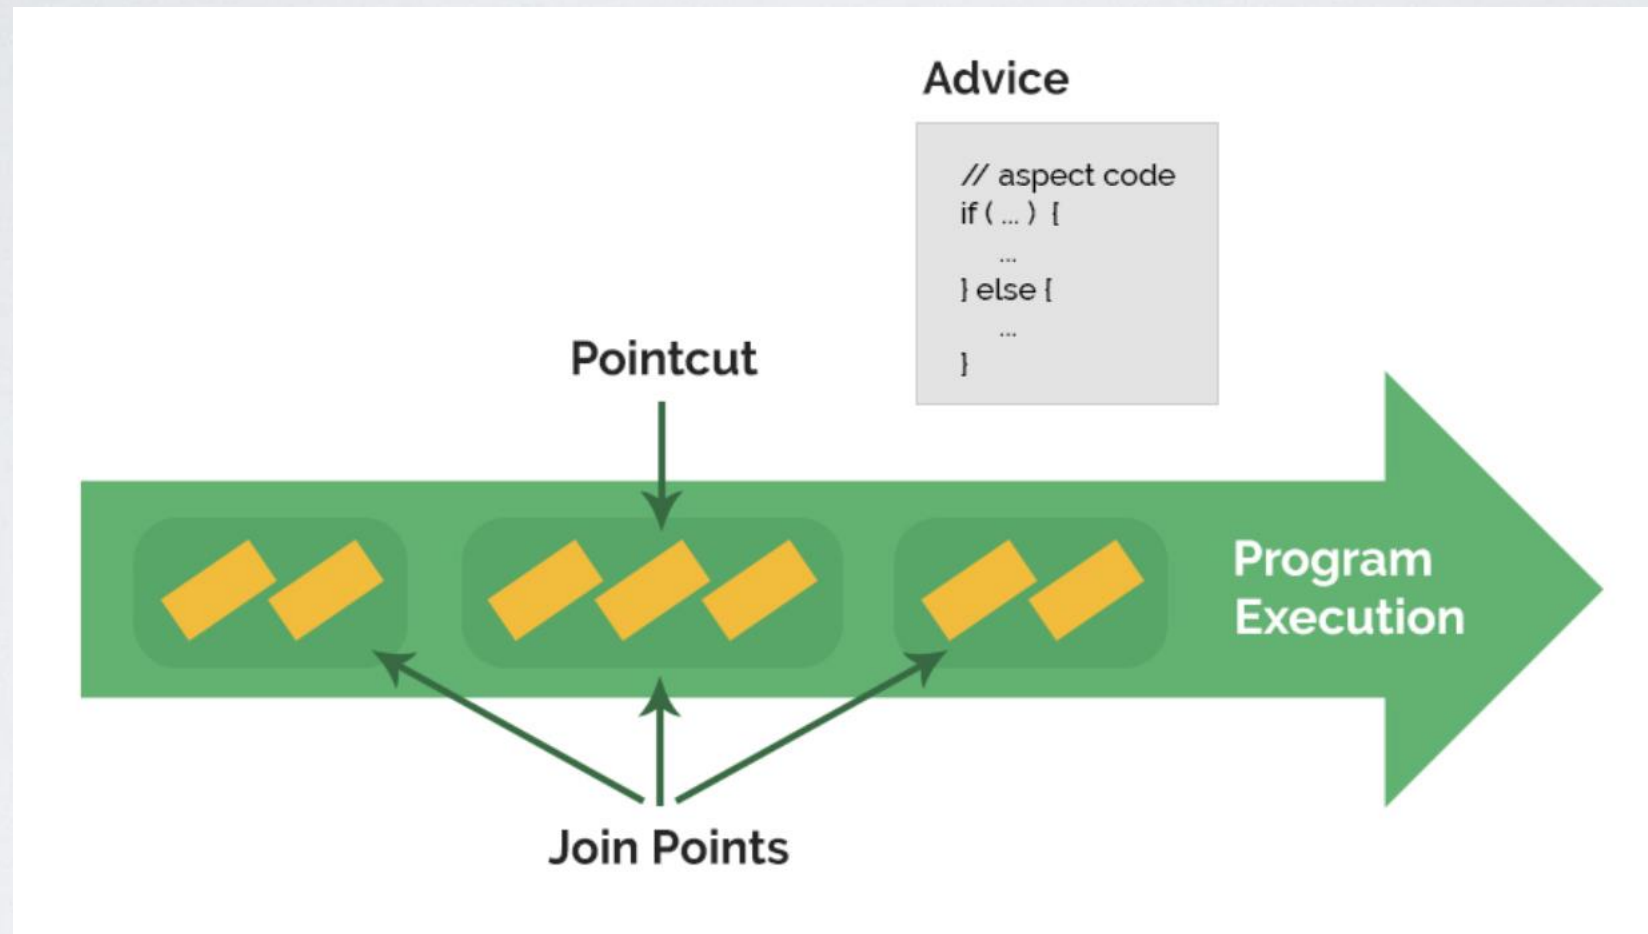 Advice
// aspect code
if ( ... ) {
...
} else {
...
}
Pointcut
Program
Execution
Join Points